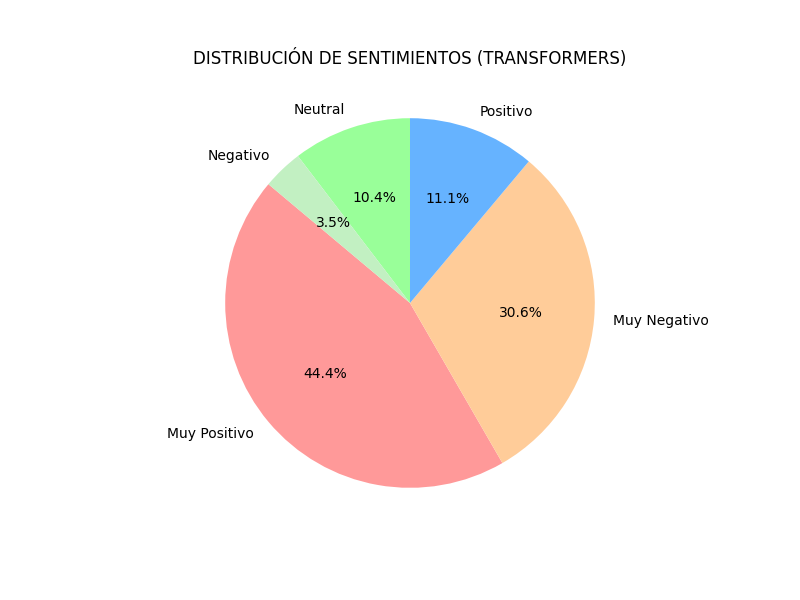 DISTRIBUCIÓN DE SENTIMIENTOS (TRANSFORMERS)
Neutral
Positivo
Negativo
10.4%
11.1%
3.5%
30.6%
Muy Negativo
44.4%
Muy Positivo